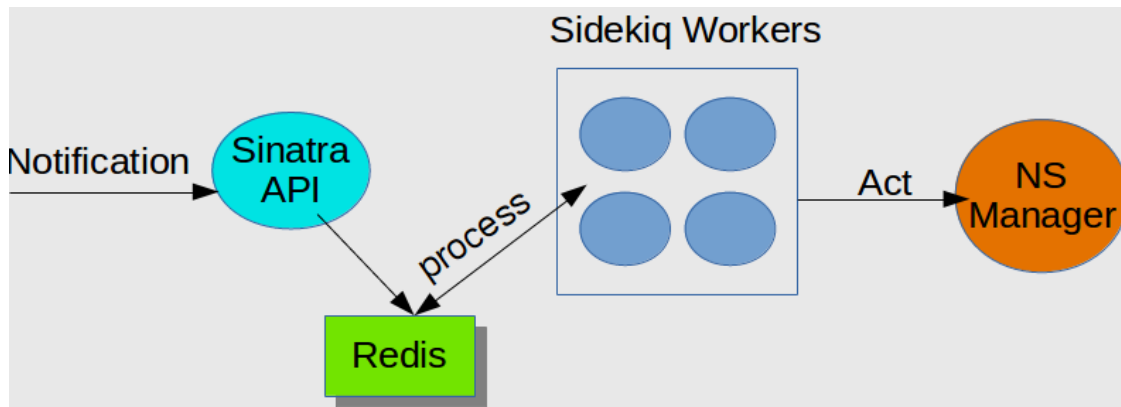 Sidekiq Workers
Notification
Sinatra
API
process
Act
NS
Manager
Redis